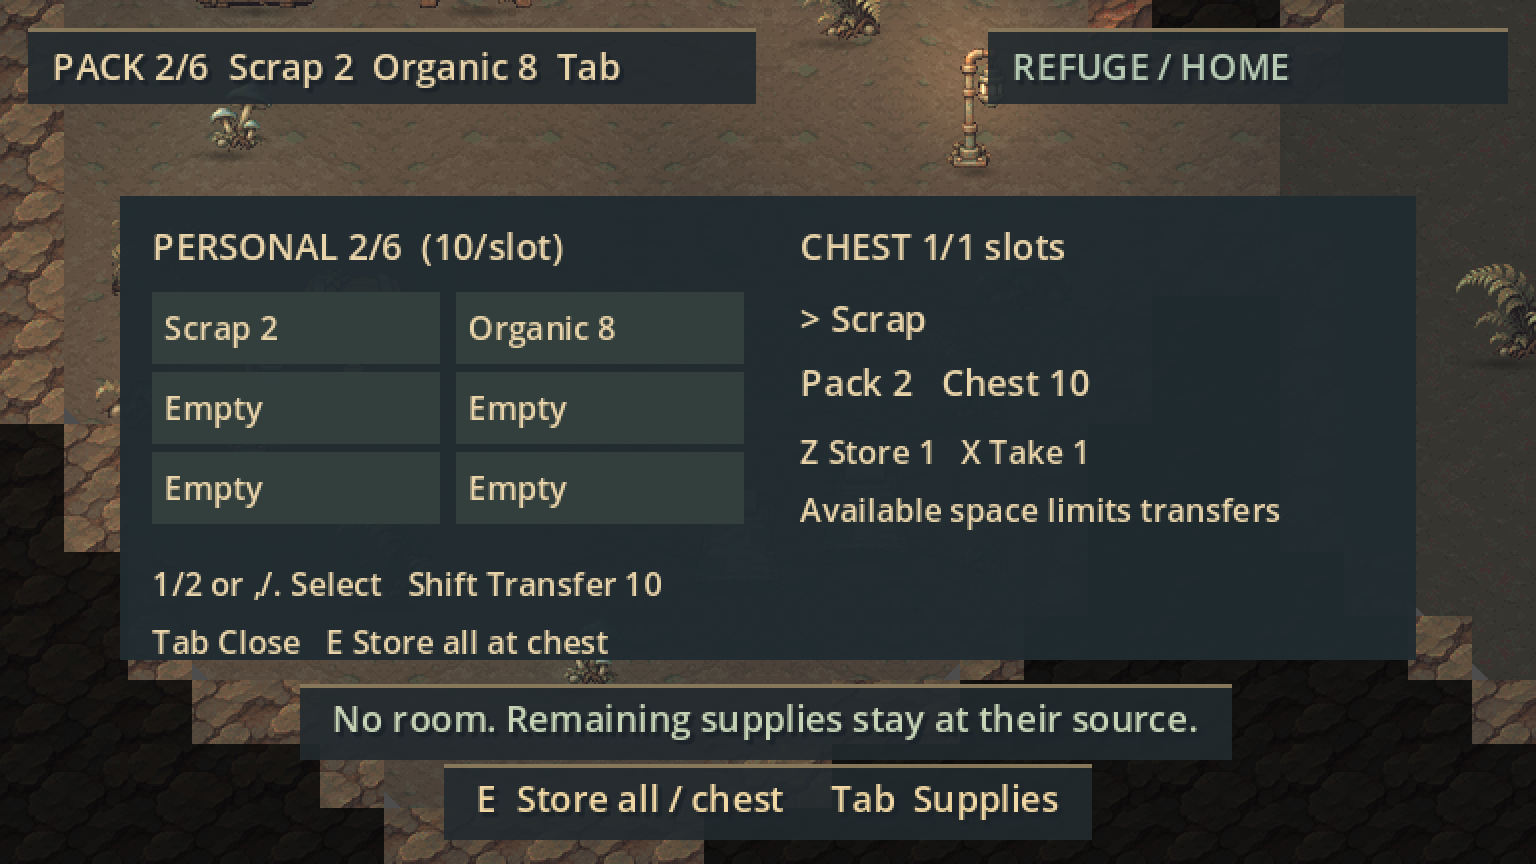 PACK 2/6  Scrap 2  Organic 8  Tab
REFUGE / HOME
PERSONAL 2/6  (10/slot)
Scrap 2
Organic 8
Empty
Empty
Empty
Empty
CHEST 1/1 slots
> Scrap
Pack 2   Chest 10
Z Store 1   X Take 1
Available space limits transfers
1/2 or ,/. Select   Shift Transfer 10
Tab Close   E Store all at chest
No room. Remaining supplies stay at their source.
E  Store all / chest     Tab  Supplies